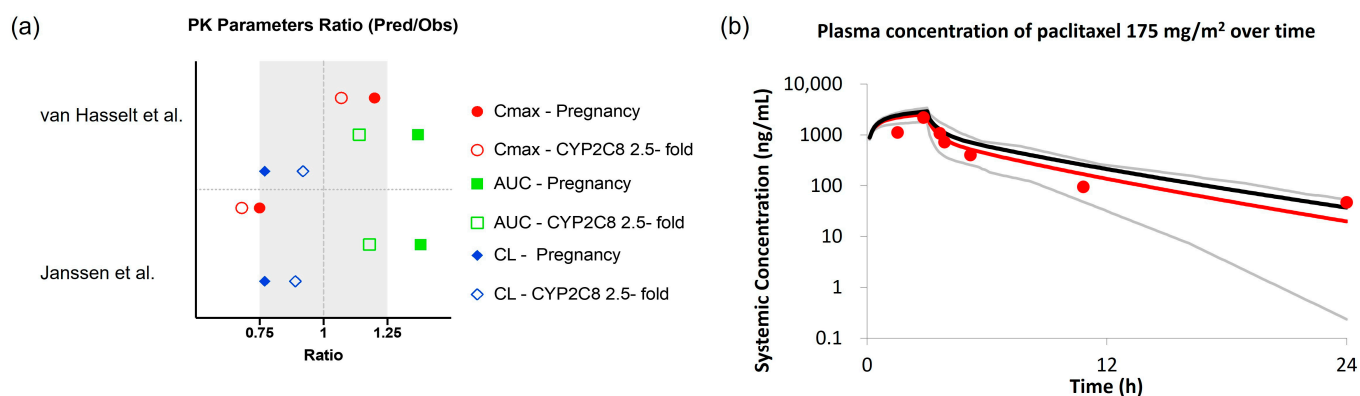 (a)
PK Parameters Ratio (Pred/Obs)
van Hasselt et al.
Janssen et al.
0.75
1
1.25
Ratio
Cmax - Pregnancy
Cmax - CYP2C8 2.5- fold
AUC - Pregnancy
AUC - CYP2C8 2.5- fold
CL - Pregnancy
CL - CYP2C8 2.5- fold
(b)
Plasma concentration of paclitaxel 175 mg/m² over time
Systemic Concentration (ng/mL)
10,000
1000
100
10
1
0.1
0
12
24
Time (h)